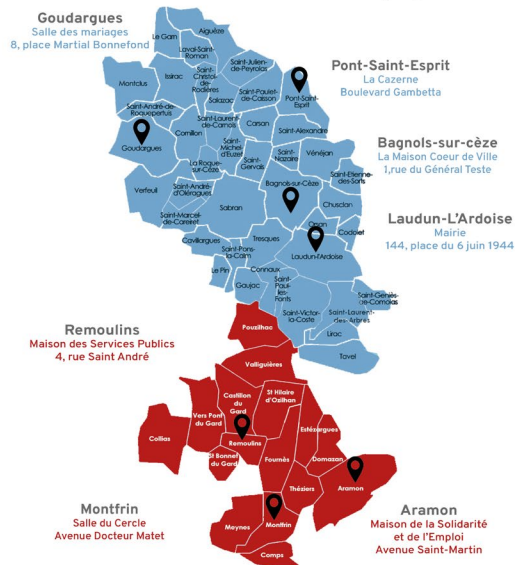 Goudargues
Salle des mariages
8, place Martial Bonnefond
Pont-Saint-Esprit
La Cazerne
Boulevard Gambetta
Bagnols-sur-cèze
La Maison Coeur de Ville
1,rue du Général Teste
Laudun-L'Ardoise
Mairie
144, place du 6 juin 1944
Aiguèze
Le Garn
Laval-Saint-
Roman
Saint-Julien-
de-Peyrolas
Issirac
Saint-
Christol-
de-
Rodières
Montclus
Salazac
Saint-Paulet-
de-Caisson
Pont-Saint-
Esprit
Saint-André-de-
Roquepertuis
Saint-Laurent-
de-Carnols
Carsan
Saint-Alexandre
Goudargues
Cornillon
Saint-
Michel-
d'Euzet
Saint-
Gervais
Saint-
Nazaire
Vénéjan
La Roque-
sur-Cèze
Saint-Etienne-
des-Sorts
Verfeuil
Saint-André-
d'Olérargues
Bagnols-sur-Cèze
Sabran
Chusclan
Saint-Marcel-
de-Careiret
Orsan
Codolet
Cavillargues
Tresques
Saint-Pons-
la-Calm
Laudun-l'Ardoise
Le Pin
Connaux
Gaujac
Saint-
Paul-
les-
Fonts
Saint-Geniès-
de-Comolas
Saint-Victor-
la-Coste
Saint-Laurent-
des-Arbres
Lirac
Tavel
Remoulins
Maison des Services Publics
4, rue Saint André
Pouzilhac
Valliguières
Castillon
du
Gard
St Hilaire
d'Ozilhan
Vers Pont
du Gard
Estézargues
Collias
Remoulins
St Bonnet
du Gard
Fournès
Domazan
Théziers
Aramon
Meynes
Montfrin
Comps
Montfrin
Salle du Cercle
Avenue Docteur Matet
Aramon
Maison de la Solidarité
et de l'Emploi
Avenue Saint-Martin